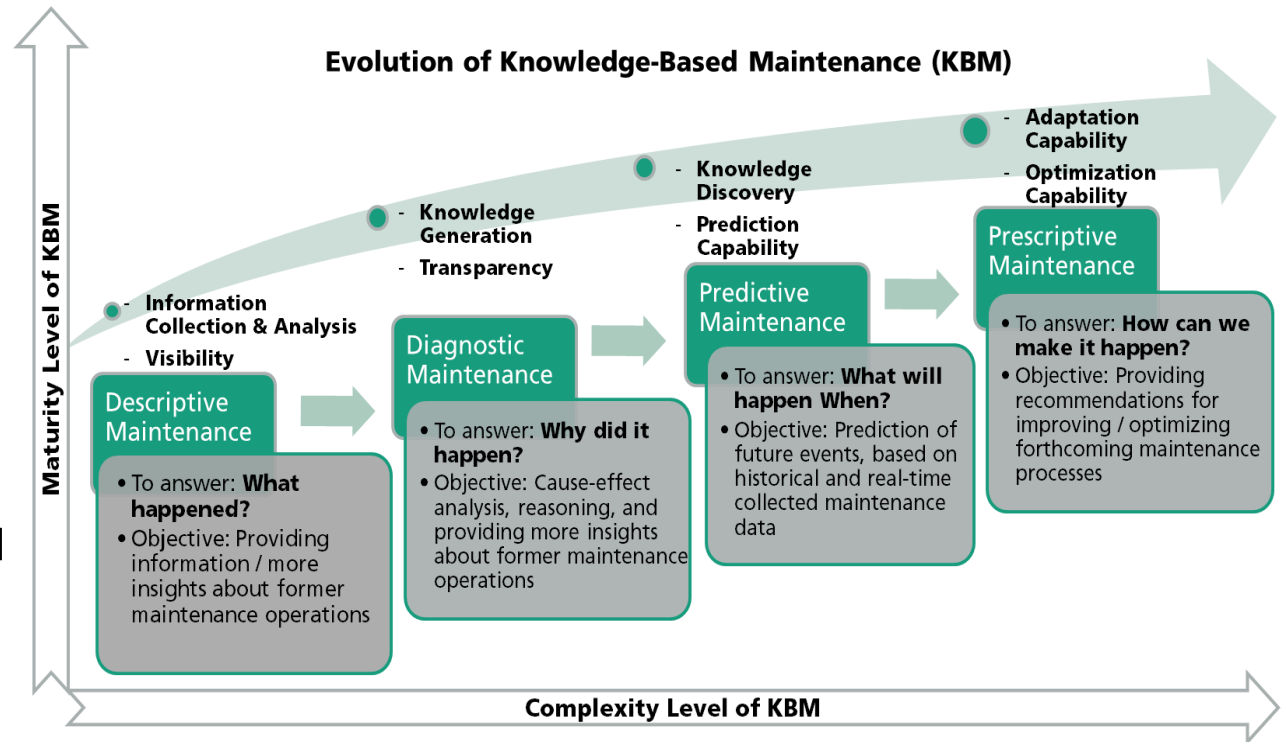 Evolution of Knowledge-Based Maintenance (KBM)
Maturity Level of KBM
- Information
Collection & Analysis
- Visibility
Descriptive
Maintenance
• To answer: What
happened?
• Objective: Providing
information / more
insights about former
maintenance operations
- Knowledge
Generation
- Transparency
Diagnostic
Maintenance
• To answer: Why did it
happen?
• Objective: Cause-effect
analysis, reasoning, and
providing more insights
about former maintenance
operations
- Knowledge
Discovery
- Prediction
Capability
Predictive
Maintenance
• To answer: What will
happen When?
• Objective: Prediction of
future events, based on
historical and real-time
collected maintenance
data
- Adaptation
Capability
- Optimization
Capability
Prescriptive
Maintenance
• To answer: How can we
make it happen?
• Objective: Providing
recommendations for
improving / optimizing
forthcoming maintenance
processes
Complexity Level of KBM